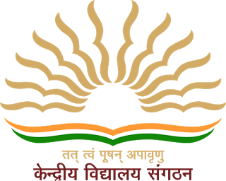 तत् त्वं पूषन् अपावृणु
केन्द्रीय विद्यालय संगठन